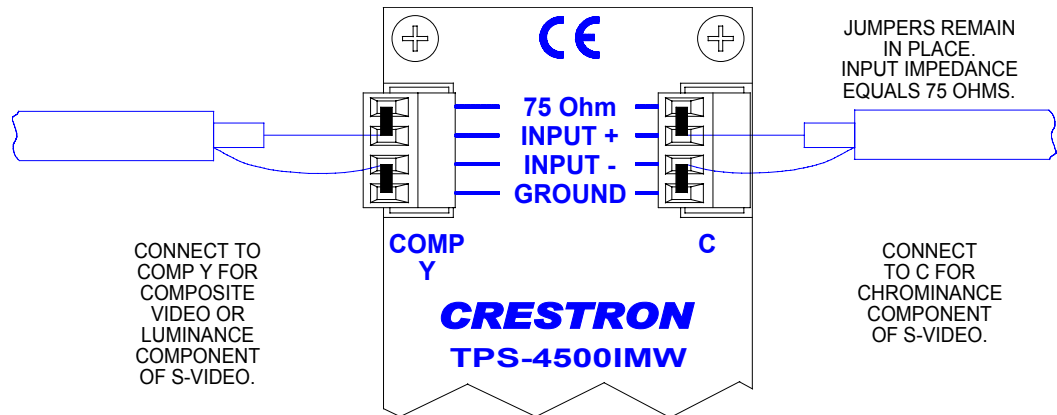 CE
JUMPERS REMAIN
IN PLACE.
INPUT IMPEDANCE
EQUALS 75 OHMS.
75 Ohm
INPUT +
INPUT -
GROUND
COMP
Y
C
CONNECT TO
COMP Y FOR
COMPOSITE
VIDEO OR
LUMINANCE
COMPONENT
OF S-VIDEO.
CONNECT
TO C FOR
CHROMINANCE
COMPONENT
OF S-VIDEO.
CRESTRON
TPS-4500IMW